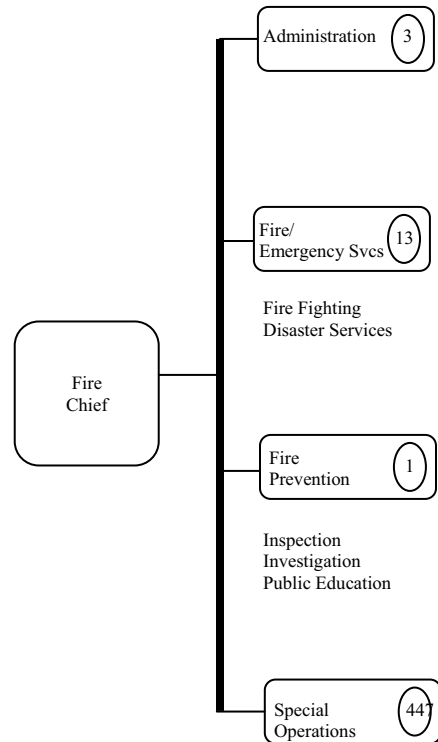 Administration 3
Fire/
Emergency Svcs 13
Fire Fighting
Disaster Services
Fire
Chief
Fire
Prevention 1
Inspection
Investigation
Public Education
Special
Operations 447